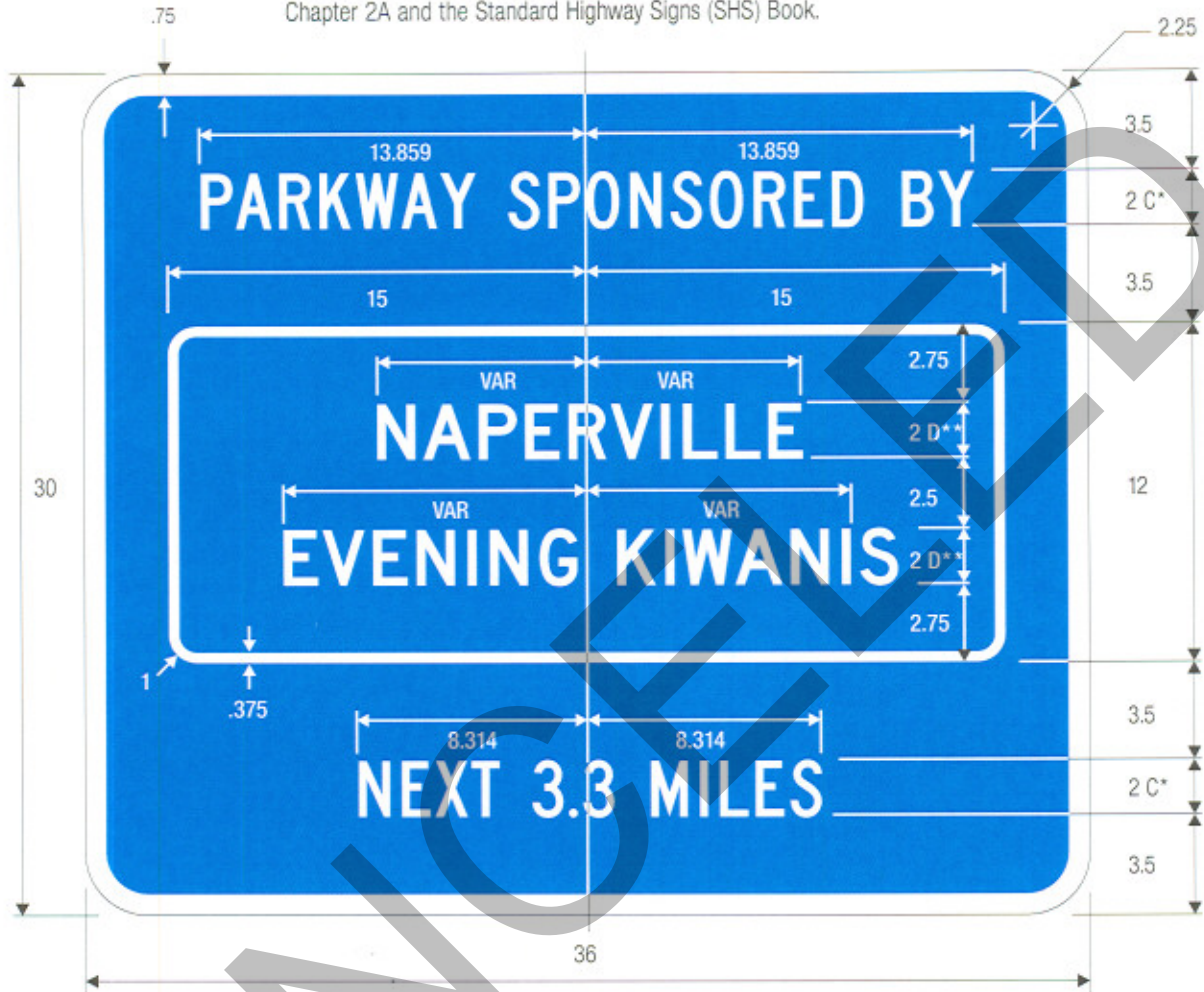 Chapter 2A and the Standard Highway Signs (SHS) Book.
.75
2.25
3.5
13.859 13.859
PARKWAY SPONSORED BY
2 C*
3.5
15 15
2.75
VAR VAR
NAPERVILLE
2 D**
30
2.5
12
VAR VAR
EVENING KIWANIS
2 D**
2.75
1
.375
3.5
8.314 8.314
NEXT 3.3 MILES
2 C*
3.5
36
NCELED